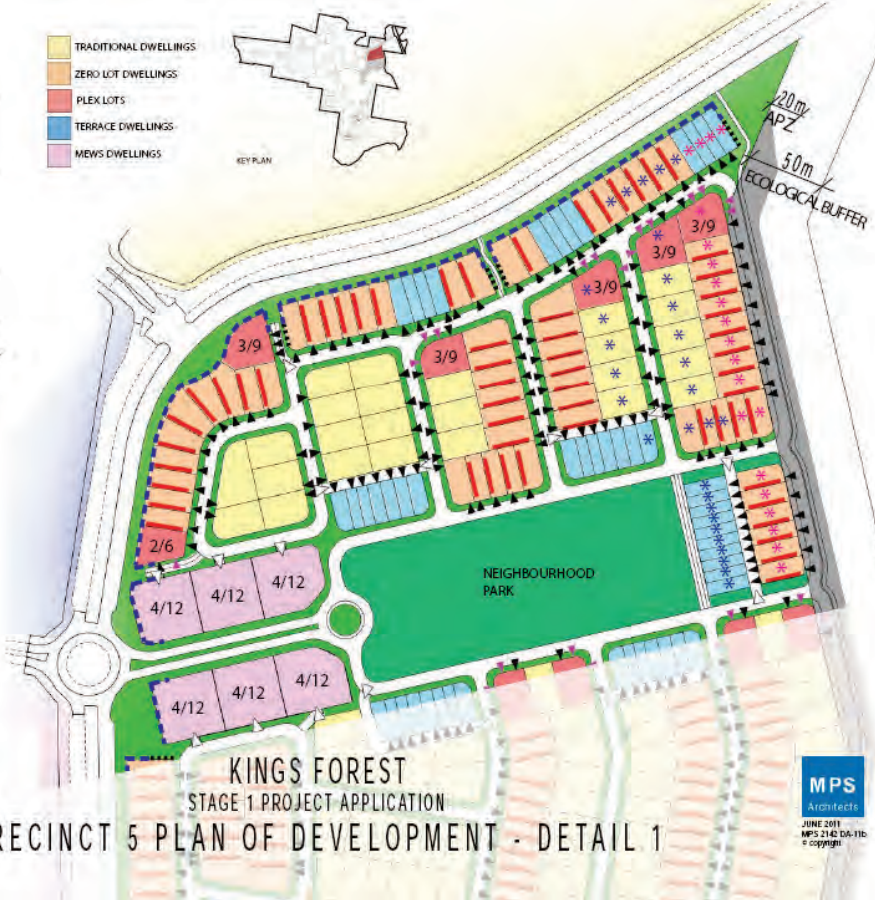 TRADITIONAL DWELLINGS
ZERO LOT DWELLINGS
PLEX LOTS
TERRACE DWELLINGS
MEWS DWELLINGS
KEY PLAN
20m
APZ
50m
ECOLOGICAL BUFFER
3/9
3/9
3/9
3/9
3/9
2/6
4/12
4/12
4/12
NEIGHBOURHOOD
PARK
4/12
4/12
4/12
KINGS FOREST
STAGE 1 PROJECT APPLICATION
RECINCT 5 PLAN OF DEVELOPMENT - DETAIL 1
MPS
Architects
JUNE 2011
MPS 2142 DA-11b
© copyright